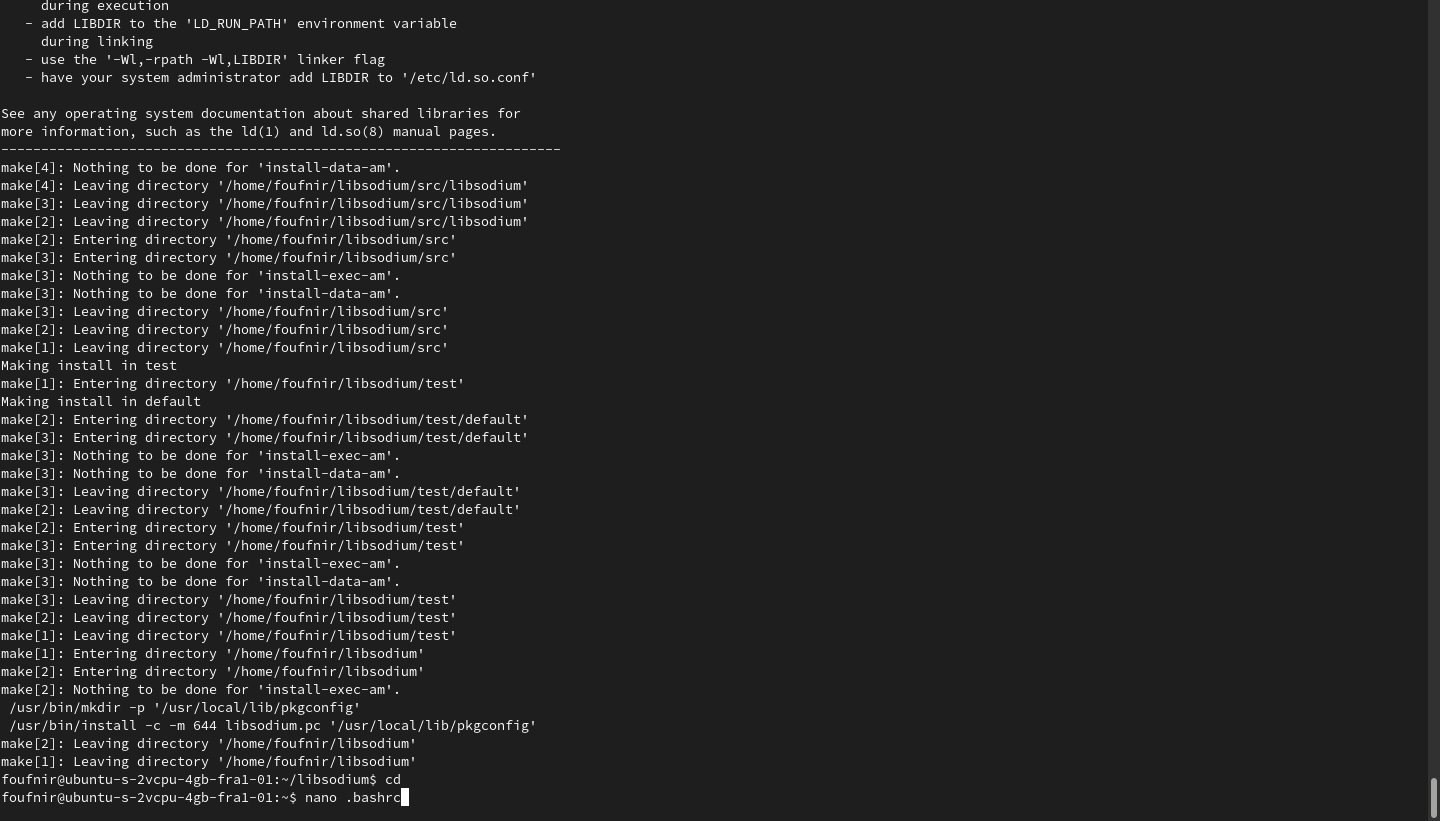 during execution
- add LIBDIR to the 'LD_RUN_PATH' environment variable
during linking
- use the '-Wl,-rpath -Wl,LIBDIR' linker flag
- have your system administrator add LIBDIR to '/etc/ld.so.conf'
See any operating system documentation about shared libraries for
more information, such as the ld(1) and ld.so(8) manual pages.
----------------------------------------------------------------------
make[4]: Nothing to be done for 'install-data-am'.
make[4]: Leaving directory '/home/foufnir/libsodium/src/libsodium'
make[3]: Leaving directory '/home/foufnir/libsodium/src/libsodium'
make[2]: Leaving directory '/home/foufnir/libsodium/src/libsodium'
make[2]: Entering directory '/home/foufnir/libsodium/src'
make[3]: Entering directory '/home/foufnir/libsodium/src'
make[3]: Nothing to be done for 'install-exec-am'.
make[3]: Nothing to be done for 'install-data-am'.
make[3]: Leaving directory '/home/foufnir/libsodium/src'
make[2]: Leaving directory '/home/foufnir/libsodium/src'
make[1]: Leaving directory '/home/foufnir/libsodium/src'
Making install in test
make[1]: Entering directory '/home/foufnir/libsodium/test'
Making install in default
make[2]: Entering directory '/home/foufnir/libsodium/test/default'
make[3]: Entering directory '/home/foufnir/libsodium/test/default'
make[3]: Nothing to be done for 'install-exec-am'.
make[3]: Nothing to be done for 'install-data-am'.
make[3]: Leaving directory '/home/foufnir/libsodium/test/default'
make[2]: Leaving directory '/home/foufnir/libsodium/test/default'
make[2]: Entering directory '/home/foufnir/libsodium/test'
make[3]: Entering directory '/home/foufnir/libsodium/test'
make[3]: Nothing to be done for 'install-exec-am'.
make[3]: Nothing to be done for 'install-data-am'.
make[3]: Leaving directory '/home/foufnir/libsodium/test'
make[2]: Leaving directory '/home/foufnir/libsodium/test'
make[1]: Leaving directory '/home/foufnir/libsodium/test'
make[1]: Entering directory '/home/foufnir/libsodium'
make[2]: Entering directory '/home/foufnir/libsodium'
make[2]: Nothing to be done for 'install-exec-am'.
/usr/bin/mkdir -p '/usr/local/lib/pkgconfig'
/usr/bin/install -c -m 644 libsodium.pc '/usr/local/lib/pkgconfig'
make[2]: Leaving directory '/home/foufnir/libsodium'
make[1]: Leaving directory '/home/foufnir/libsodium'
foufnir@ubuntu-s-2vcpu-4gb-fra1-01:~/libsodium$ cd
foufnir@ubuntu-s-2vcpu-4gb-fra1-01:~$ nano .bashrc